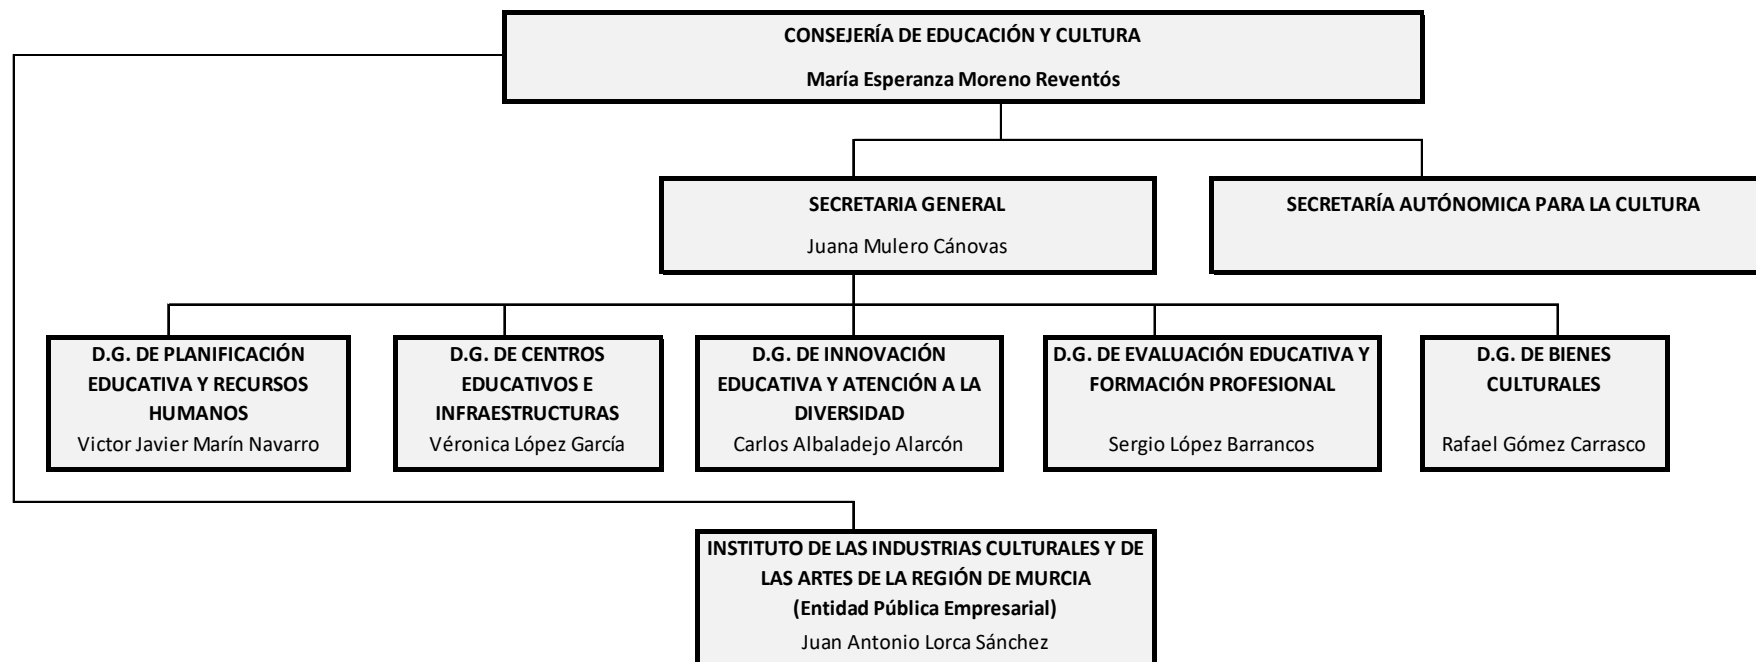 CONSEJERÍA DE EDUCACIÓN Y CULTURA
María Esperanza Moreno Reventós
SECRETARIA GENERAL
Juana Mulero Cánovas
SECRETARÍA AUTÓNOMICA PARA LA CULTURA
D.G. DE PLANIFICACIÓN
EDUCATIVA Y RECURSOS
HUMANOS
Victor Javier Marín Navarro
D.G. DE CENTROS
EDUCATIVOS E
INFRAESTRUCTURAS
Véronica López García
D.G. DE INNOVACIÓN
EDUCATIVA Y ATENCIÓN A LA
DIVERSIDAD
Carlos Albaladejo Alarcón
D.G. DE EVALUACIÓN EDUCATIVA Y
FORMACIÓN PROFESIONAL
Sergio López Barrancos
D.G. DE BIENES
CULTURALES
Rafael Gómez Carrasco
INSTITUTO DE LAS INDUSTRIAS CULTURALES Y DE
LAS ARTES DE LA REGIÓN DE MURCIA
(Entidad Pública Empresarial)
Juan Antonio Lorca Sánchez